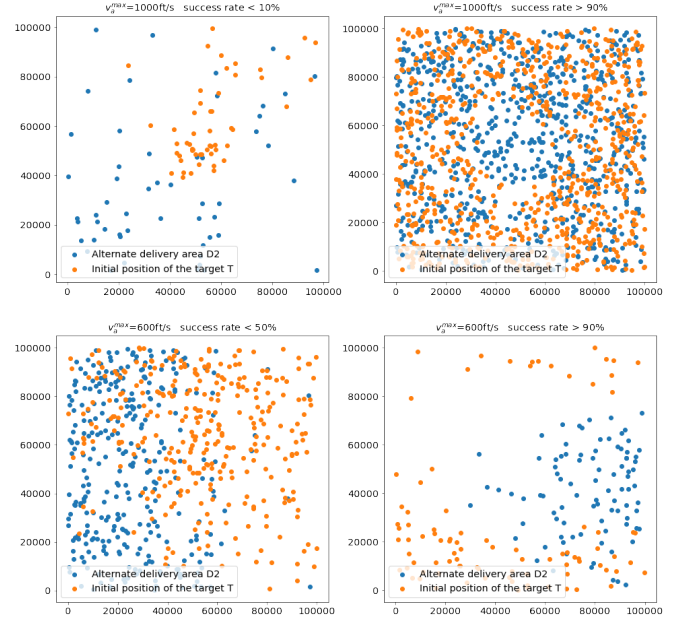 v_a^max=1000ft/s success rate < 10%
100000
80000
60000
40000
20000
0
Alternate delivery area D2
Initial position of the target T
0 20000 40000 60000 80000 100000
v_a^max=1000ft/s success rate > 90%
100000
80000
60000
40000
20000
0
Alternate delivery area D2
Initial position of the target T
0 20000 40000 60000 80000 100000
v_a^max=600ft/s success rate < 50%
100000
80000
60000
40000
20000
0
Alternate delivery area D2
Initial position of the target T
0 20000 40000 60000 80000 100000
v_a^max=600ft/s success rate > 90%
100000
80000
60000
40000
20000
0
Alternate delivery area D2
Initial position of the target T
0 20000 40000 60000 80000 100000